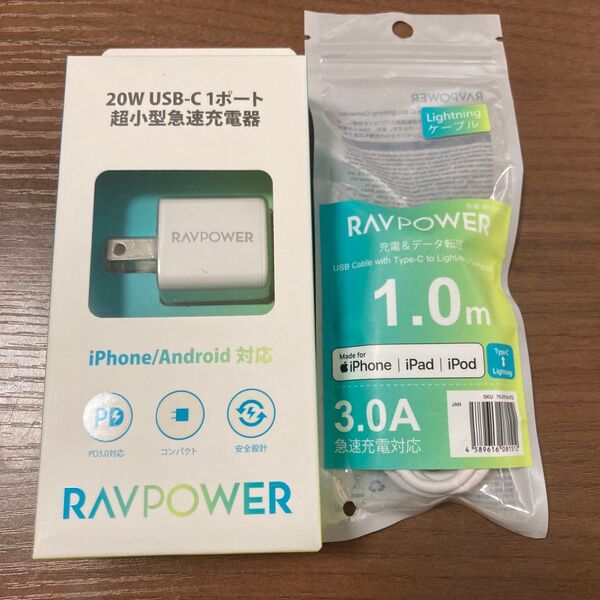 20W USB-C 1ポート
超小型急速充電器
RAVPOWER
iPhone/Android 対応
PD
PD3.0対応
コンパクト
安全設計
RAVPOWER
RAVPOWER
Lightning
ケーブル
RAVPOWER
充電&データ転送
USB Cable with Type-C to Lightning
1.0m
Made for
iPhone | iPad | iPod
Type-C
Lightning
3.0A
急速充電対応
SKU
JAN
4 589616 081512